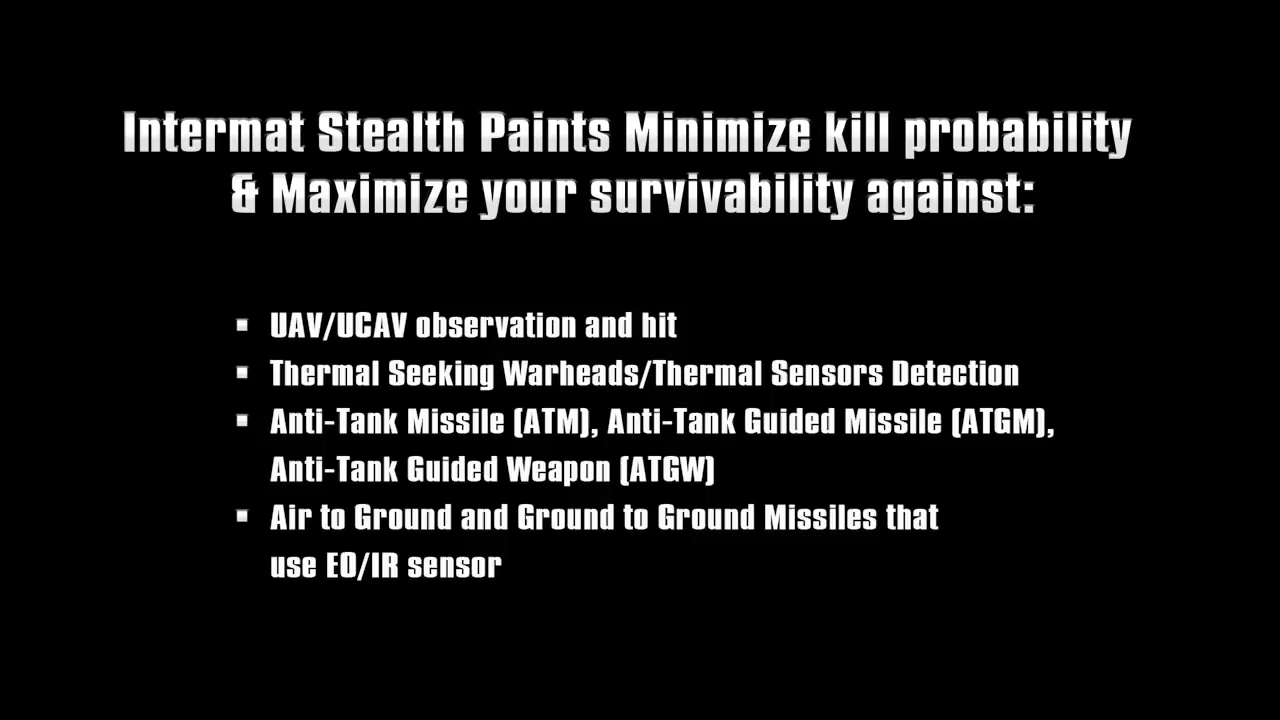 Intermat Stealth Paints Minimize kill probability
& Maximize your survivability against:
▪ UAV/UCAV observation and hit
▪ Thermal Seeking Warheads/Thermal Sensors Detection
▪ Anti-Tank Missile (ATM), Anti-Tank Guided Missile (ATGM),
Anti-Tank Guided Weapon (ATGW)
▪ Air to Ground and Ground to Ground Missiles that
use EO/IR sensor